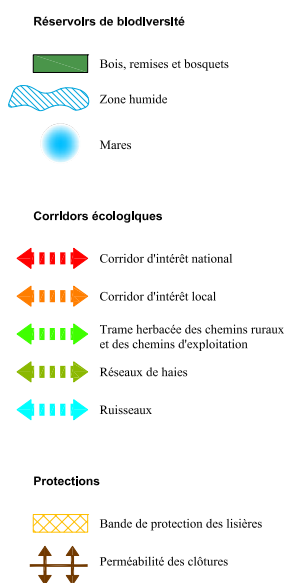 Réservoirs de biodiversité
Bois, remises et bosquets
Zone humide
Mares
Corridors écologiques
Corridor d'intérêt national
Corridor d'intérêt local
Trame herbacée des chemins ruraux
et des chemins d'exploitation
Réseaux de haies
Ruisseaux
Protections
Bande de protection des lisières
Perméabilité des clôtures